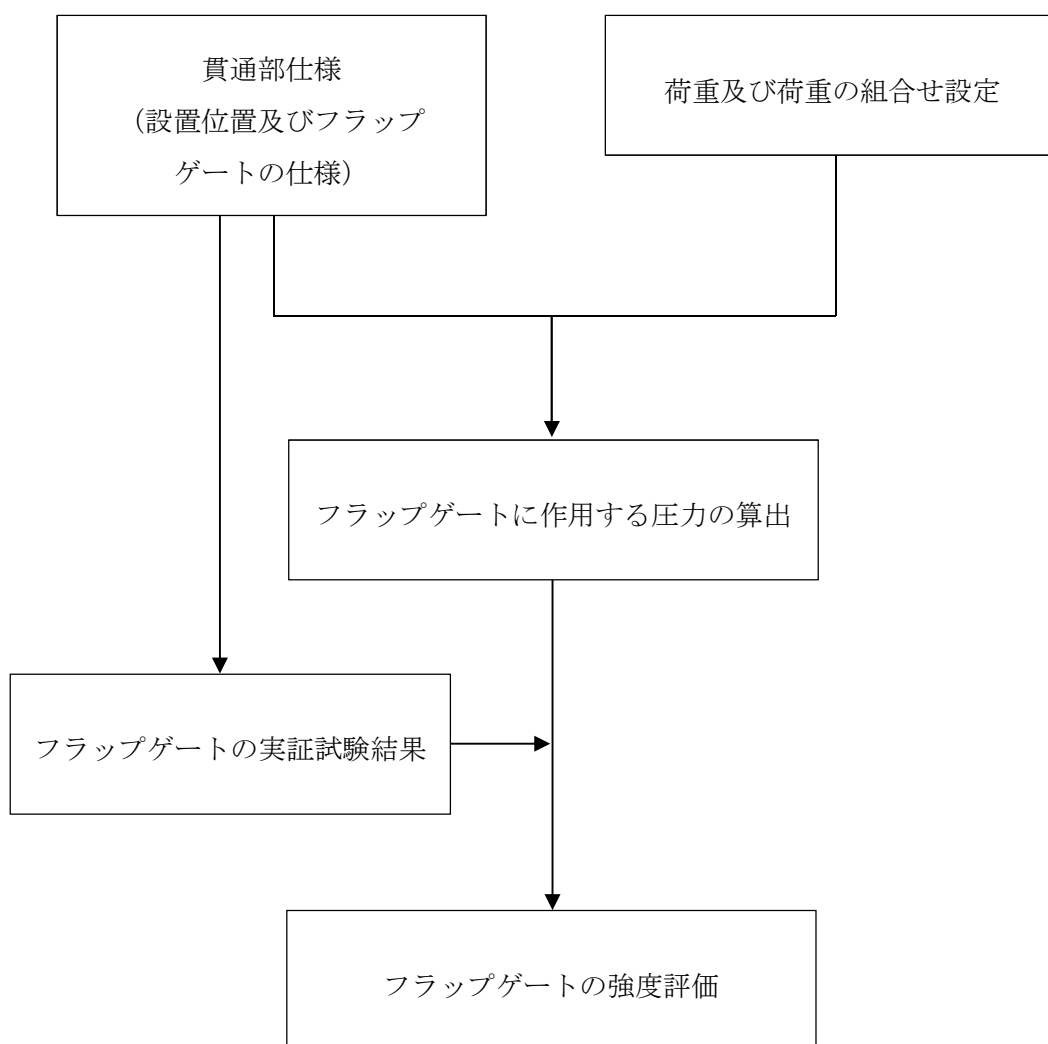 貫通部仕様
（設置位置及びフラップ
ゲートの仕様）
荷重及び荷重の組合せ設定
フラップゲートに作用する圧力の算出
フラップゲートの実証試験結果
フラップゲートの強度評価